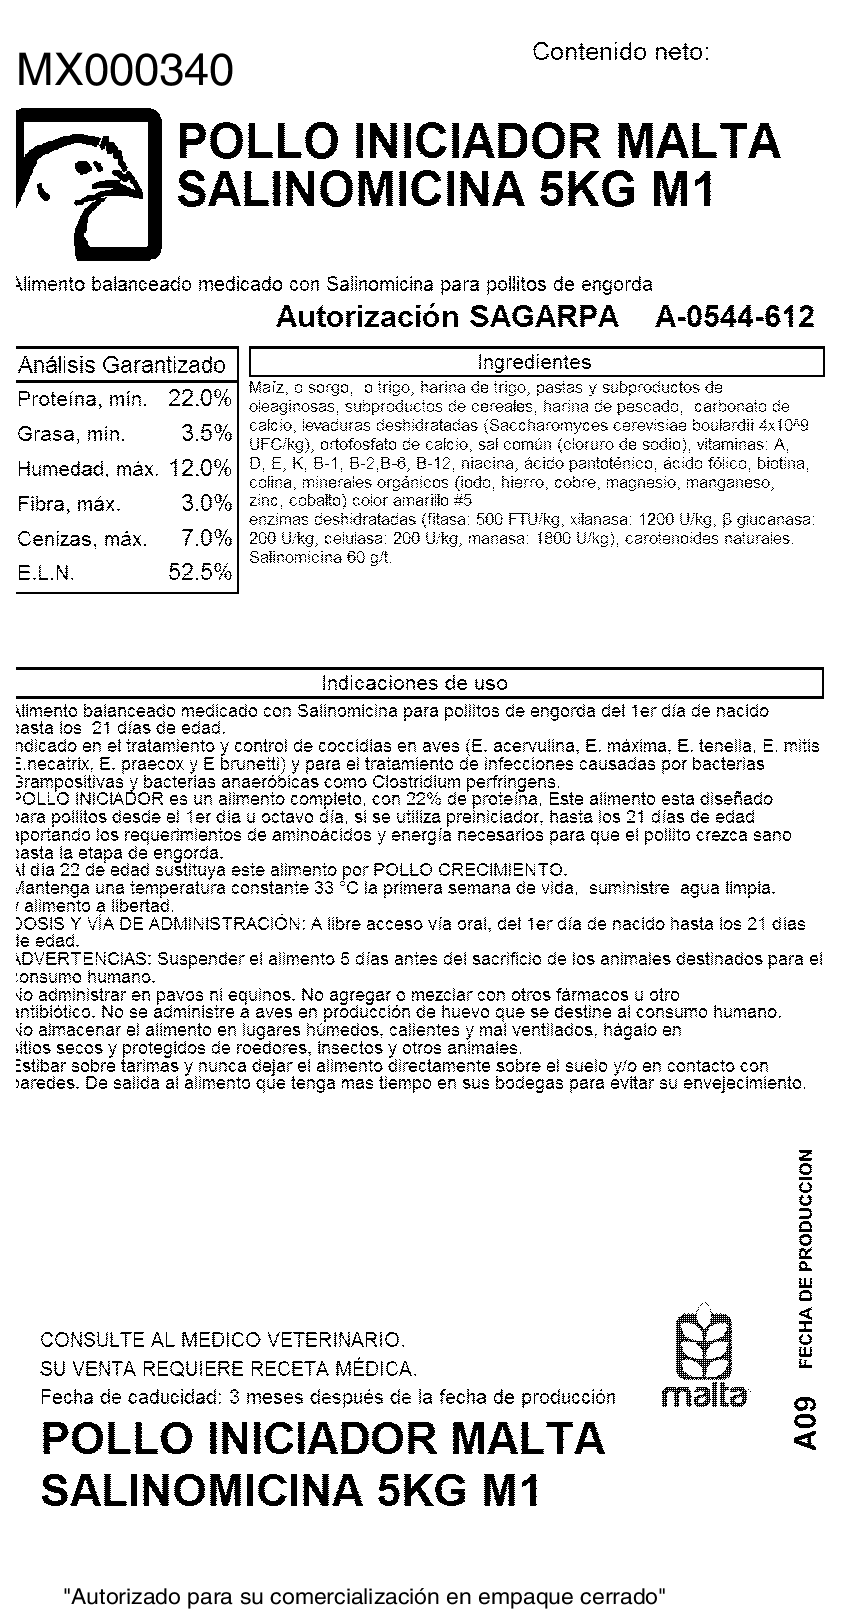 MX000340
Contenido neto:
POLLO INICIADOR MALTA
SALINOMICINA 5KG M1
Alimento balanceado medicado con Salinomicina para pollitos de engorda
Autorización SAGARPA A-0544-612
Análisis Garantizado
Proteína, mín. 22.0%
Grasa, mín. 3.5%
Humedad, máx. 12.0%
Fibra, máx. 3.0%
Cenizas, máx. 7.0%
E.L.N. 52.5%
Ingredientes
Maíz, o sorgo, o trigo, harina de trigo, pastas y subproductos de
oleaginosas, subproductos de cereales, harina de pescado, carbonato de
calcio, levaduras deshidratadas (Saccharomyces cerevisiae boulardii 4x10^9
UFC/kg), ortofosfato de calcio, sal común (cloruro de sodio), vitaminas: A,
D, E, K, B-1, B-2,B-6, B-12, niacina, ácido pantoténico, ácido fólico, biotina,
colina, minerales orgánicos (iodo, hierro, cobre, magnesio, manganeso,
zinc, cobalto) color amarillo #5
enzimas deshidratadas (fitasa: 500 FTU/kg, xilanasa: 1200 U/kg, β glucanasa:
200 U/kg, celulasa: 200 U/kg, manasa: 1800 U/kg), carotenoides naturales.
Salinomicina 60 g/t.
Indicaciones de uso
Alimento balanceado medicado con Salinomicina para pollitos de engorda del 1er día de nacido
hasta los 21 días de edad.
Indicado en el tratamiento y control de coccidias en aves (E. acervulina, E. máxima, E. tenella, E. mitis
E.necatrix, E. praecox y E brunetti) y para el tratamiento de infecciones causadas por bacterias
Grampositivas y bacterias anaeróbicas como Clostridium perfringens.
POLLO INICIADOR es un alimento completo, con 22% de proteína, Este alimento esta diseñado
para pollitos desde el 1er día u octavo día, si se utiliza preiniciador, hasta los 21 días de edad
aportando los requerimientos de aminoácidos y energía necesarios para que el pollito crezca sano
hasta la etapa de engorda.
Al día 22 de edad sustituya este alimento por POLLO CRECIMIENTO.
Mantenga una temperatura constante 33 °C la primera semana de vida, suministre agua limpia.
y alimento a libertad.
DOSIS Y VÍA DE ADMINISTRACIÓN: A libre acceso vía oral, del 1er día de nacido hasta los 21 días
de edad.
ADVERTENCIAS: Suspender el alimento 5 días antes del sacrificio de los animales destinados para el
consumo humano.
No administrar en pavos ni equinos. No agregar o mezclar con otros fármacos u otro
antibiótico. No se administre a aves en producción de huevo que se destine al consumo humano.
No almacenar el alimento en lugares húmedos, calientes y mal ventilados, hágalo en
sitios secos y protegidos de roedores, insectos y otros animales.
Estibar sobre tarimas y nunca dejar el alimento directamente sobre el suelo y/o en contacto con
paredes. De salida al alimento que tenga mas tiempo en sus bodegas para evitar su envejecimiento.
A09 FECHA DE PRODUCCION
CONSULTE AL MEDICO VETERINARIO.
SU VENTA REQUIERE RECETA MÉDICA.
Fecha de caducidad: 3 meses después de la fecha de producción
malta
POLLO INICIADOR MALTA
SALINOMICINA 5KG M1
"Autorizado para su comercialización en empaque cerrado"